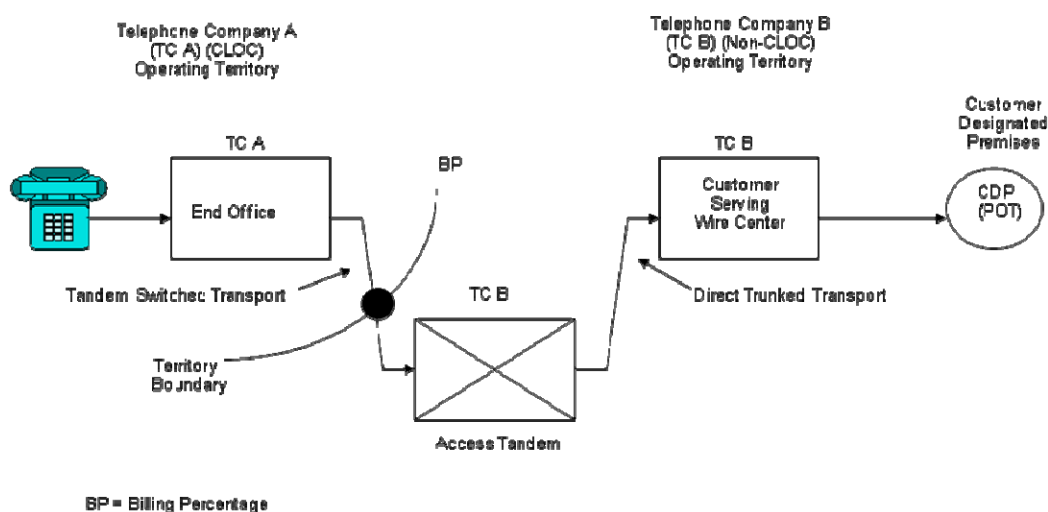 Telephone Company A
(TC A) (CLOC)
Operating Territory
Telephone Company B
(TC B) (Non-CLOC)
Operating Territory
Customer
Designated
Premises
TC A
BP
TC B
End Office
Customer
Serving
Wire Center
CDP
(POT)
Tandem Switched Transport
TC B
Direct Trunked Transport
Territory
Boundary
Access Tandem
BP = Billing Percentage